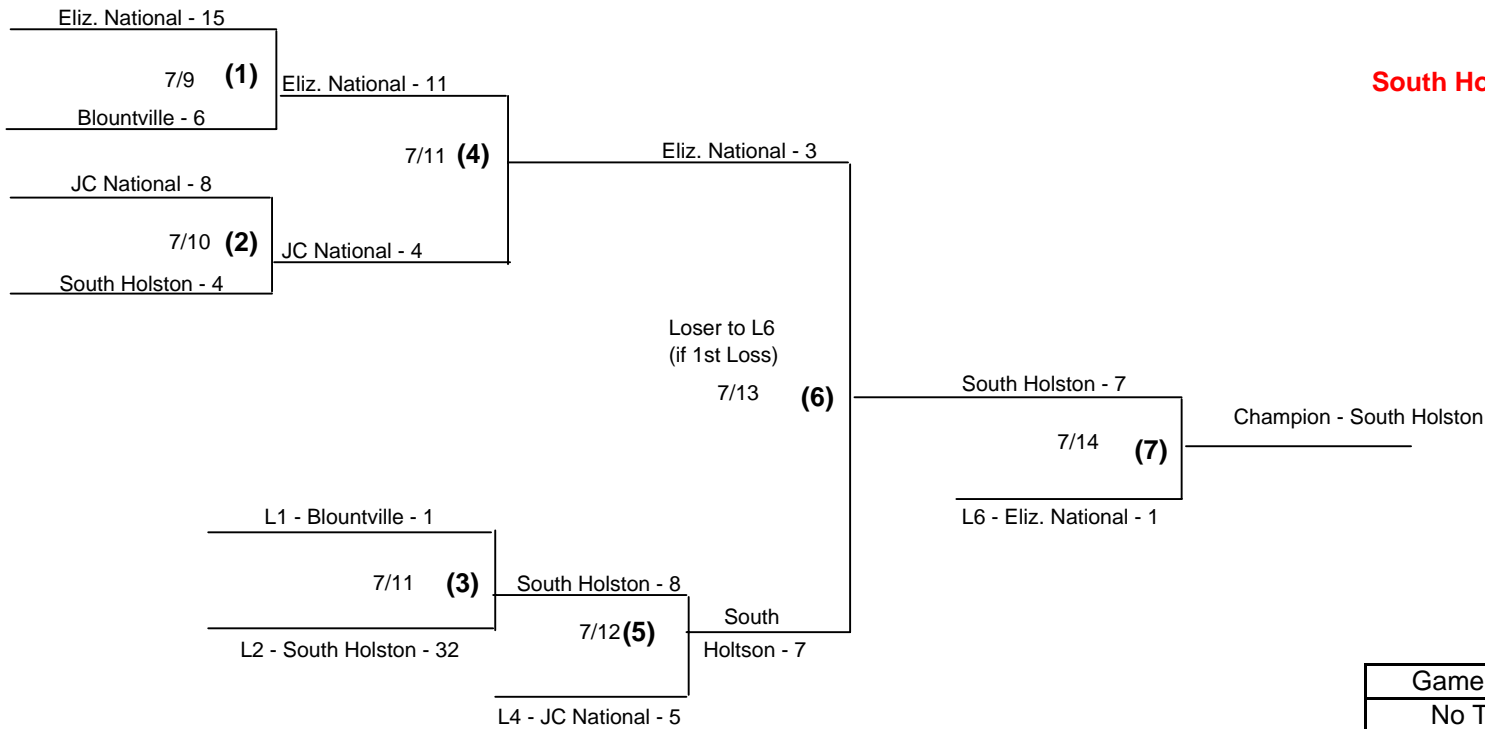 Eliz. National - 15
7/9 (1)
Blountville - 6
Eliz. National - 11
South Ho
7/11 (4)
Eliz. National - 3
JC National - 8
7/10 (2)
JC National - 4
South Holston - 4
Loser to L6
(if 1st Loss)
7/13 (6)
South Holston - 7
Champion - South Holston
7/14 (7)
L6 - Eliz. National - 1
L1 - Blountville - 1
7/11 (3)
South Holston - 8
L2 - South Holston - 32
7/12 (5)
South
Holtson - 7
L4 - JC National - 5
Game
No T